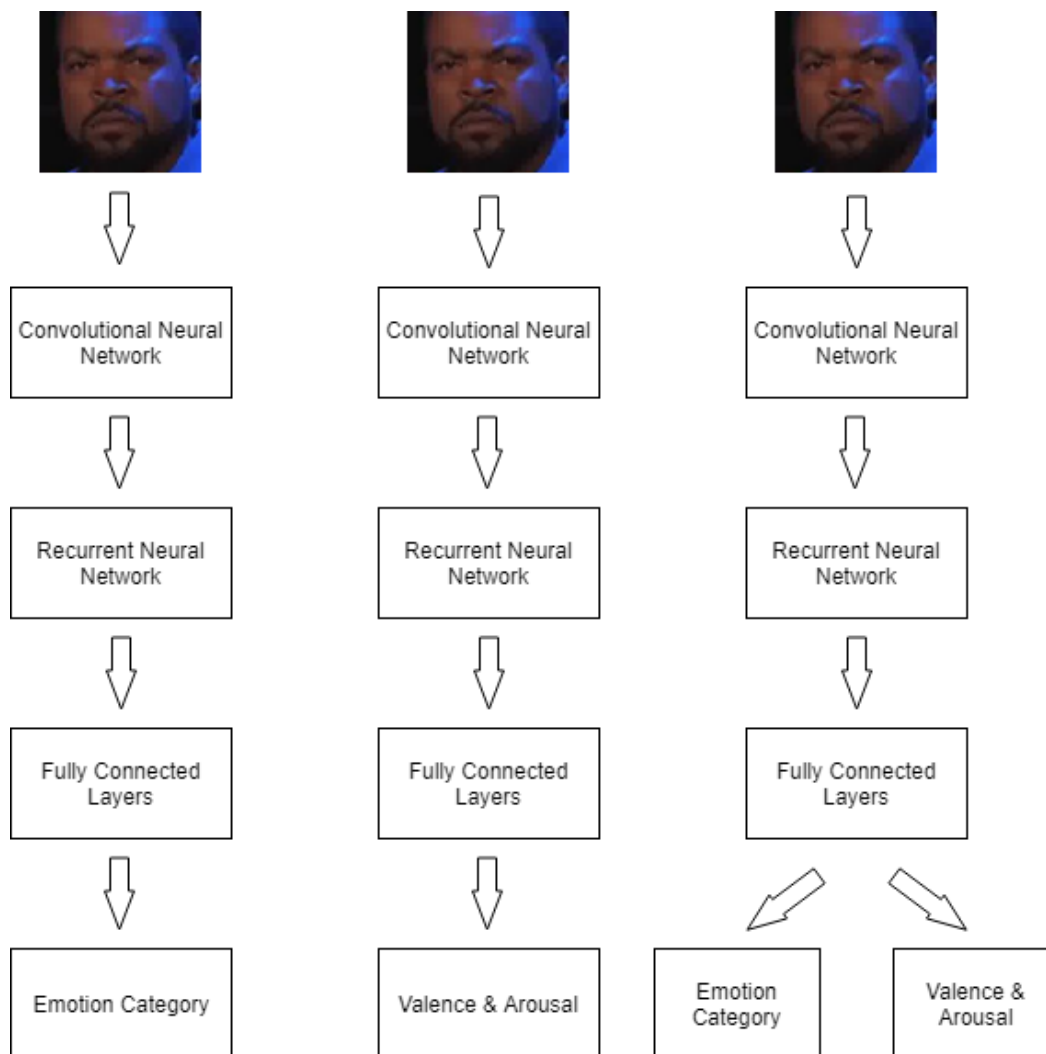 Convolutional Neural
Network
Convolutional Neural
Network
Convolutional Neural
Network
Recurrent Neural
Network
Recurrent Neural
Network
Recurrent Neural
Network
Fully Connected
Layers
Fully Connected
Layers
Fully Connected
Layers
Emotion Category
Valence & Arousal
Emotion
Category
Valence &
Arousal